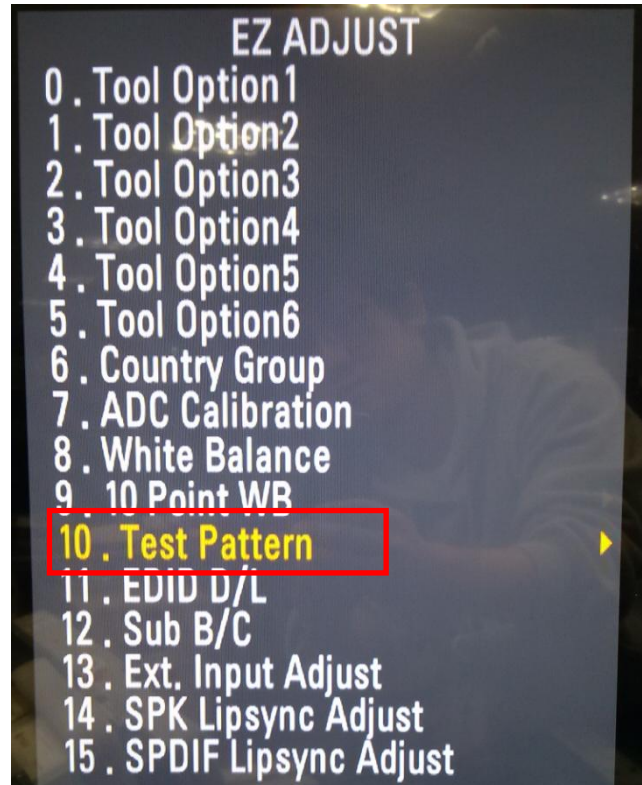 EZ ADJUST
0 . Tool Option1
1 . Tool Option2
2 . Tool Option3
3 . Tool Option4
4 . Tool Option5
5 . Tool Option6
6 . Country Group
7 . ADC Calibration
8 . White Balance
9 . 10 Point WB
10 . Test Pattern
11 . EDID D/L
12 . Sub B/C
13 . Ext. Input Adjust
14 . SPK Lipsync Adjust
15 . SPDIF Lipsync Adjust